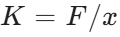 K = F/x